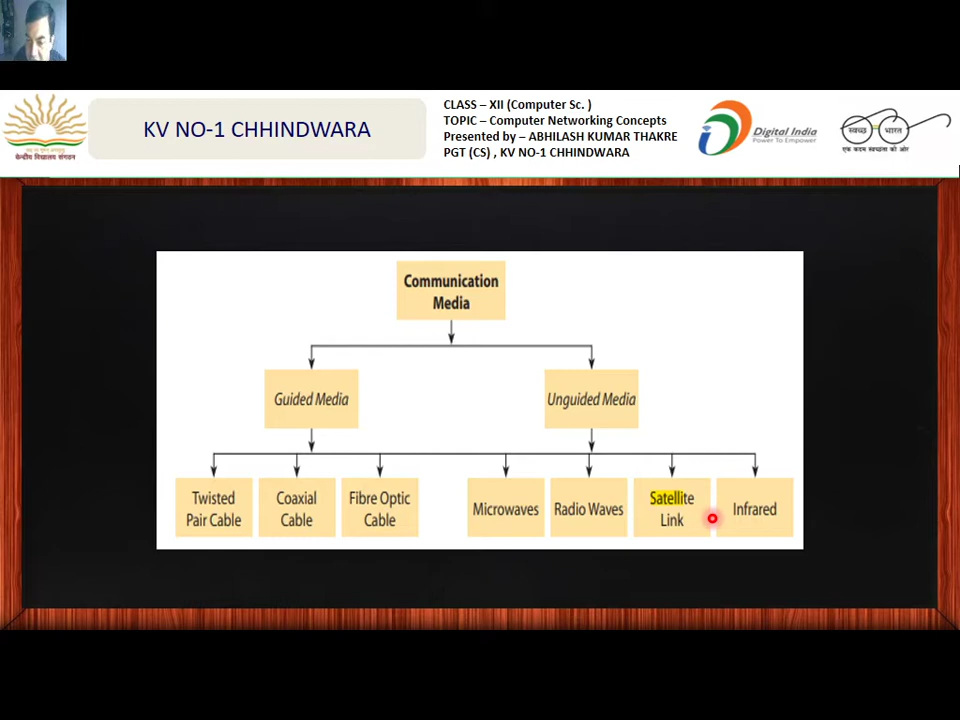 केन्द्रीय विद्यालय संगठन
KV NO-1 CHHINDWARA
CLASS – XII (Computer Sc. )
TOPIC – Computer Networking Concepts
Presented by – ABHILASH KUMAR THAKRE
PGT (CS) , KV NO-1 CHHINDWARA
Digital India
Power To Empower
स्वच्छ भारत
एक कदम स्वच्छता की ओर
Communication
Media
Guided Media
Unguided Media
Twisted
Pair Cable
Coaxial
Cable
Fibre Optic
Cable
Microwaves
Radio Waves
Satellite
Link
Infrared